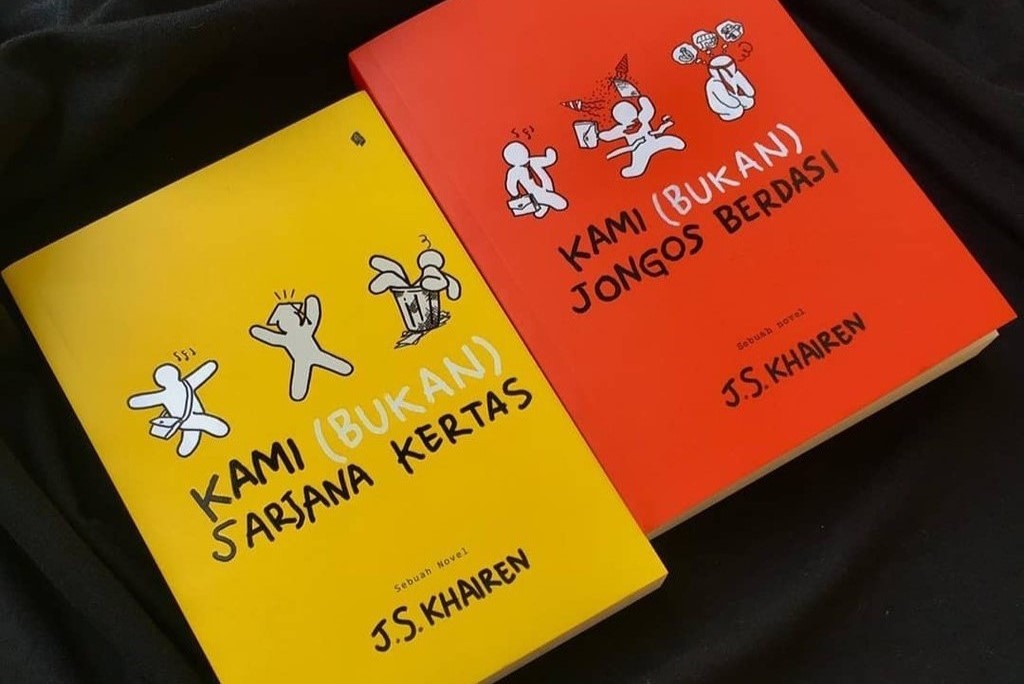 KAMI (BUKAN)
SARJANA KERTAS
Sebuah Novel
J.S. KHAIREN
KAMI (BUKAN)
JONGOS BERDASI
Sebuah novel
J.S. KHAIREN